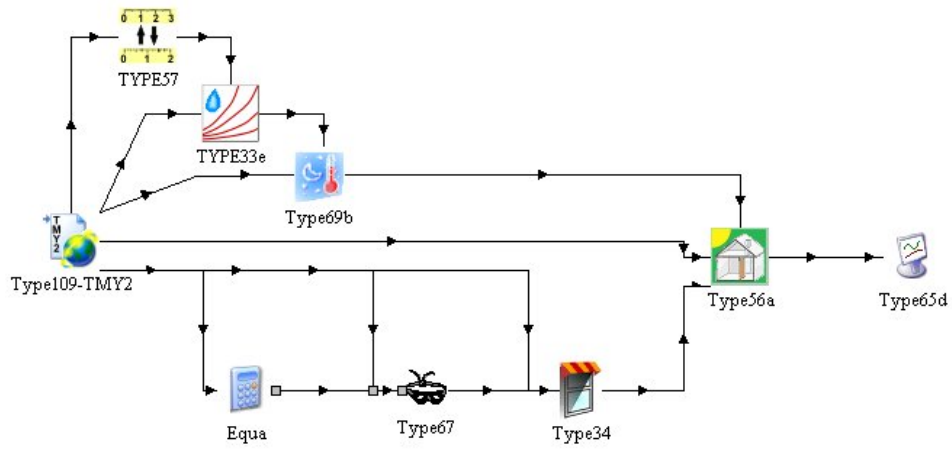 0 1 2 3
0 1 2
TYPE57
TYPE33e
Type69b
TMY2
Type109-TMY2
Type56a
Type65d
Equa
Type67
Type34